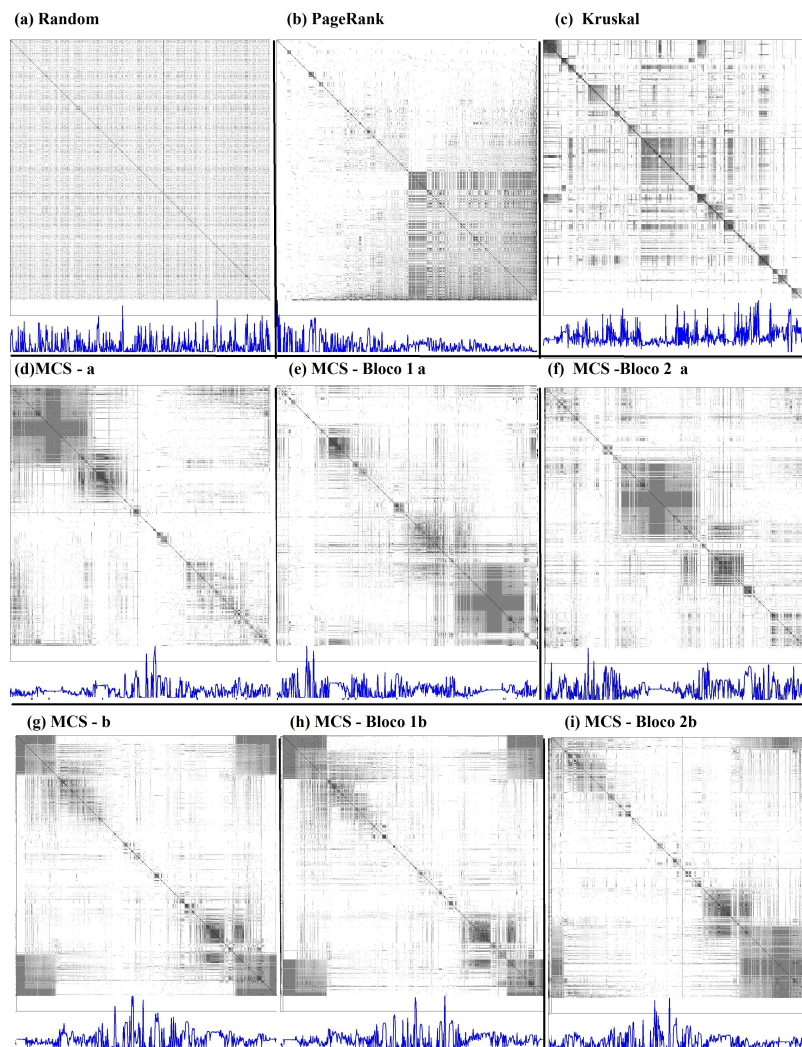 (a) Random
(b) PageRank
(c) Kruskal
(d)MCS - a
(e) MCS - Bloco 1 a
(f) MCS -Bloco 2 a
(g) MCS - b
(h) MCS - Bloco 1b
(i) MCS - Bloco 2b